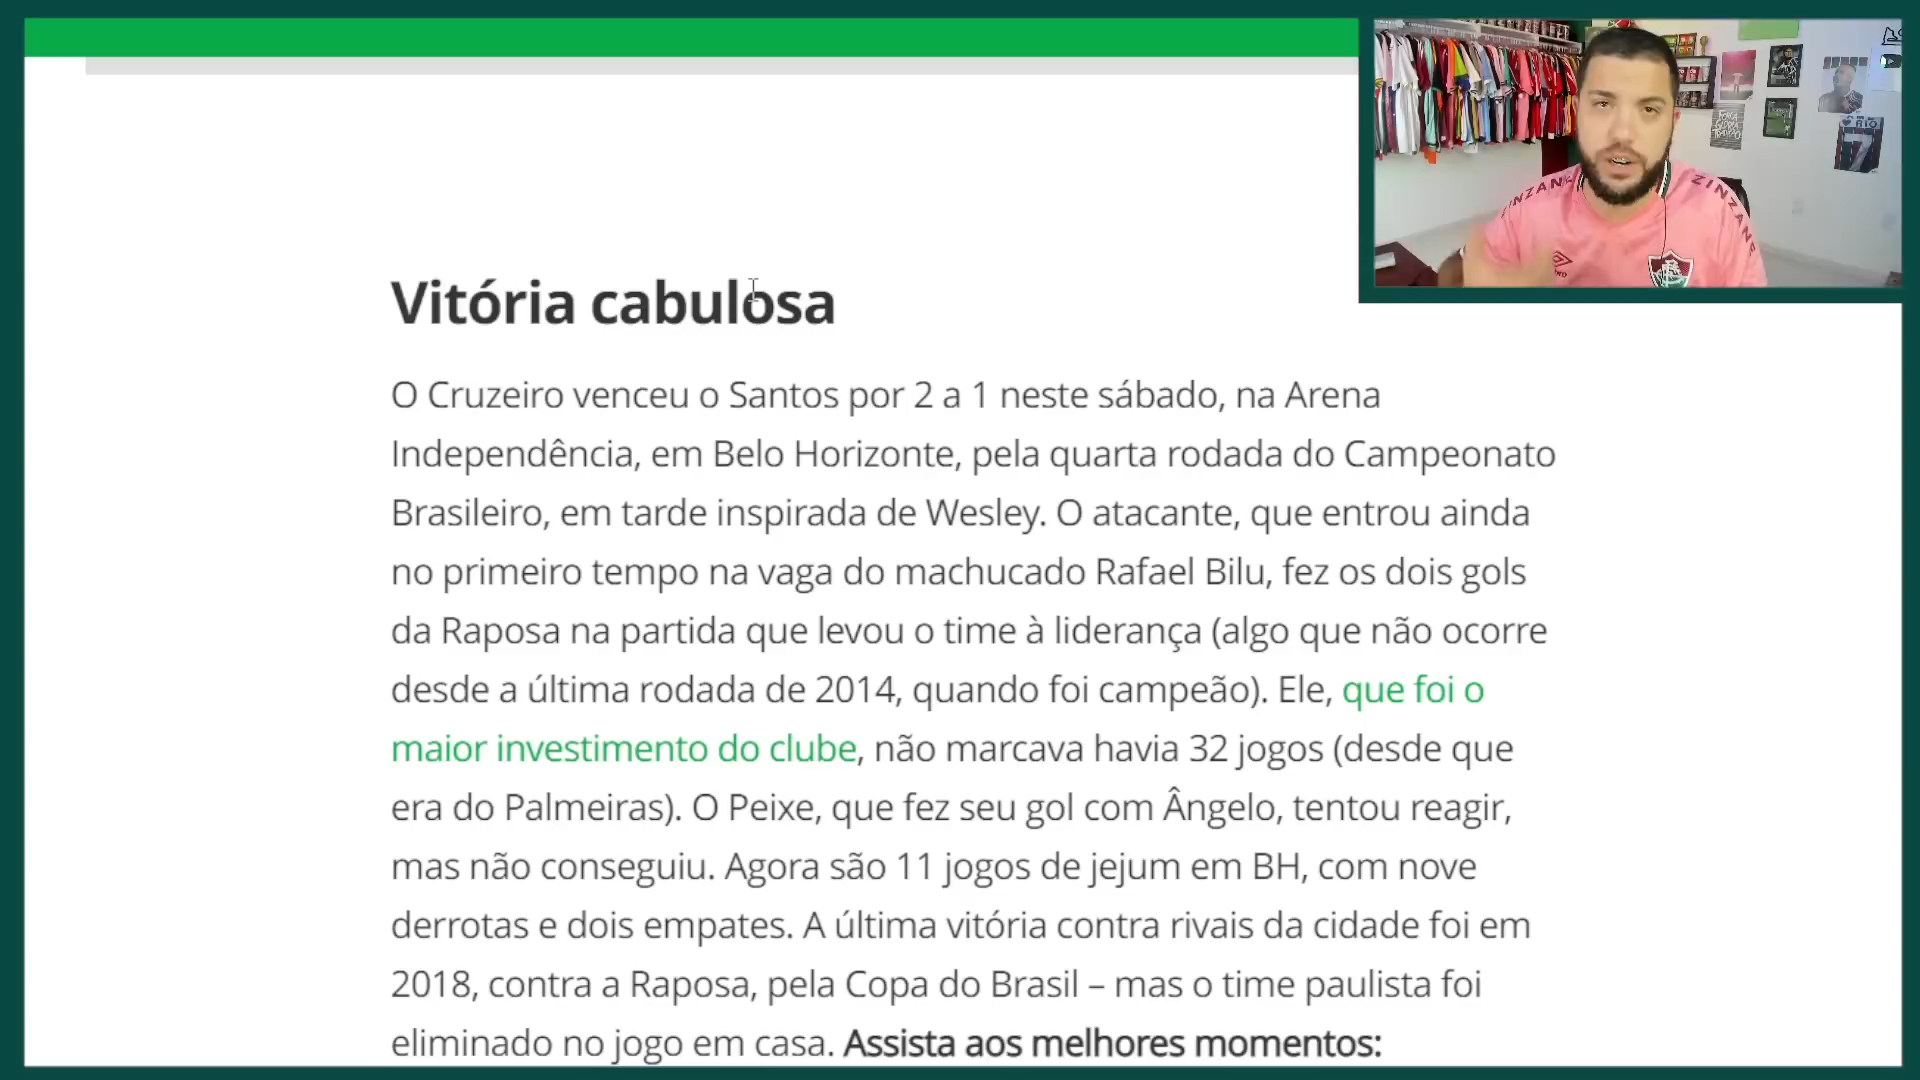 Vitória cabulosa
O Cruzeiro venceu o Santos por 2 a 1 neste sábado, na Arena
Independência, em Belo Horizonte, pela quarta rodada do Campeonato
Brasileiro, em tarde inspirada de Wesley. O atacante, que entrou ainda
no primeiro tempo na vaga do machucado Rafael Bilu, fez os dois gols
da Raposa na partida que levou o time à liderança (algo que não ocorre
desde a última rodada de 2014, quando foi campeão). Ele, que foi o
maior investimento do clube, não marcava havia 32 jogos (desde que
era do Palmeiras). O Peixe, que fez seu gol com Ângelo, tentou reagir,
mas não conseguiu. Agora são 11 jogos de jejum em BH, com nove
derrotas e dois empates. A última vitória contra rivais da cidade foi em
2018, contra a Raposa, pela Copa do Brasil – mas o time paulista foi
eliminado no jogo em casa. Assista aos melhores momentos:
FORÇA
GLÓRIA
TRADIÇÃO
RIO
7
ZINZANE